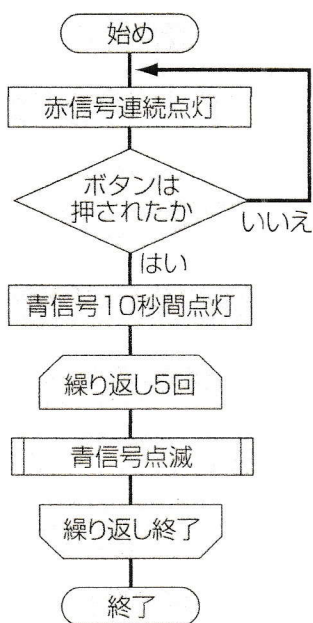 始め
赤信号連続点灯
ボタンは
押されたか
いいえ
はい
青信号10秒間点灯
繰り返し5回
青信号点滅
繰り返し終了
終了